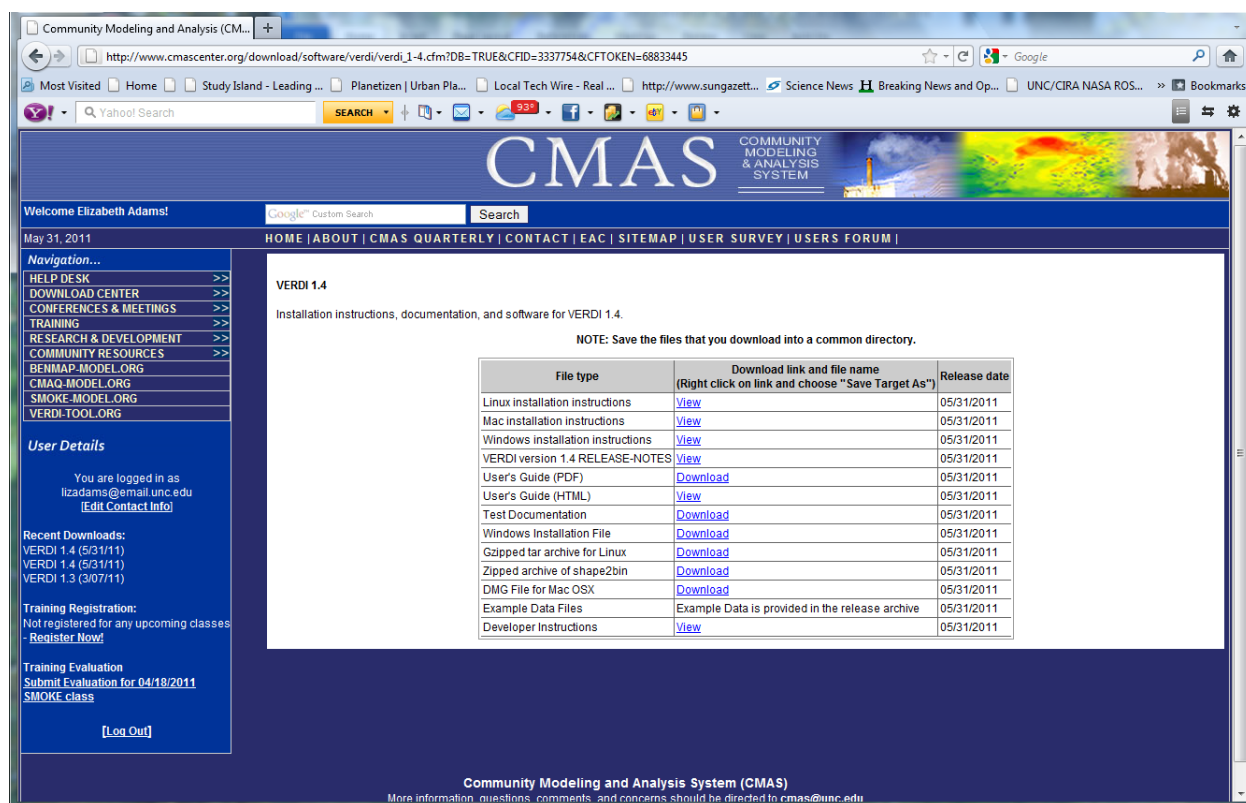 Community Modeling and Analysis (CM...
http://www.cmascenter.org/download/software/verdi/verdi_1-4.cfm?DB=TRUE&CFID=3337754&CFTOKEN=68833445
Google
Most Visited Home Study Island - Leading ... Planetizen | Urban Pla... Local Tech Wire - Real ... http://www.sungazett... Science News H Breaking News and Op... UNC/CIRA NASA ROS... » Bookmarks
Y! Yahoo! Search SEARCH 93° f eBY
CMAS
COMMUNITY
MODELING
& ANALYSIS
SYSTEM
Welcome Elizabeth Adams!
Google™ Custom Search Search
May 31, 2011
HOME | ABOUT | CMAS QUARTERLY | CONTACT | EAC | SITEMAP | USER SURVEY | USERS FORUM |
Navigation...
HELP DESK >>
DOWNLOAD CENTER >>
CONFERENCES & MEETINGS >>
TRAINING >>
RESEARCH & DEVELOPMENT >>
COMMUNITY RESOURCES >>
BENMAP-MODEL.ORG
CMAQ-MODEL.ORG
SMOKE-MODEL.ORG
VERDI-TOOL.ORG
User Details
You are logged in as
lizadams@email.unc.edu
[Edit Contact Info]
Recent Downloads:
VERDI 1.4 (5/31/11)
VERDI 1.4 (5/31/11)
VERDI 1.3 (3/07/11)
Training Registration:
Not registered for any upcoming classes
- Register Now!
Training Evaluation
Submit Evaluation for 04/18/2011
SMOKE class
[Log Out]
VERDI 1.4
Installation instructions, documentation, and software for VERDI 1.4.
NOTE: Save the files that you download into a common directory.
File type Download link and file name Release date
(Right click on link and choose "Save Target As")
Linux installation instructions View 05/31/2011
Mac installation instructions View 05/31/2011
Windows installation instructions View 05/31/2011
VERDI version 1.4 RELEASE-NOTES View 05/31/2011
User's Guide (PDF) Download 05/31/2011
User's Guide (HTML) View 05/31/2011
Test Documentation Download 05/31/2011
Windows Installation File Download 05/31/2011
Gzipped tar archive for Linux Download 05/31/2011
Zipped archive of shape2bin Download 05/31/2011
DMG File for Mac OSX Download 05/31/2011
Example Data Files Example Data is provided in the release archive 05/31/2011
Developer Instructions View 05/31/2011
Community Modeling and Analysis System (CMAS)
More information, questions, comments, and concerns should be directed to cmas@unc.edu